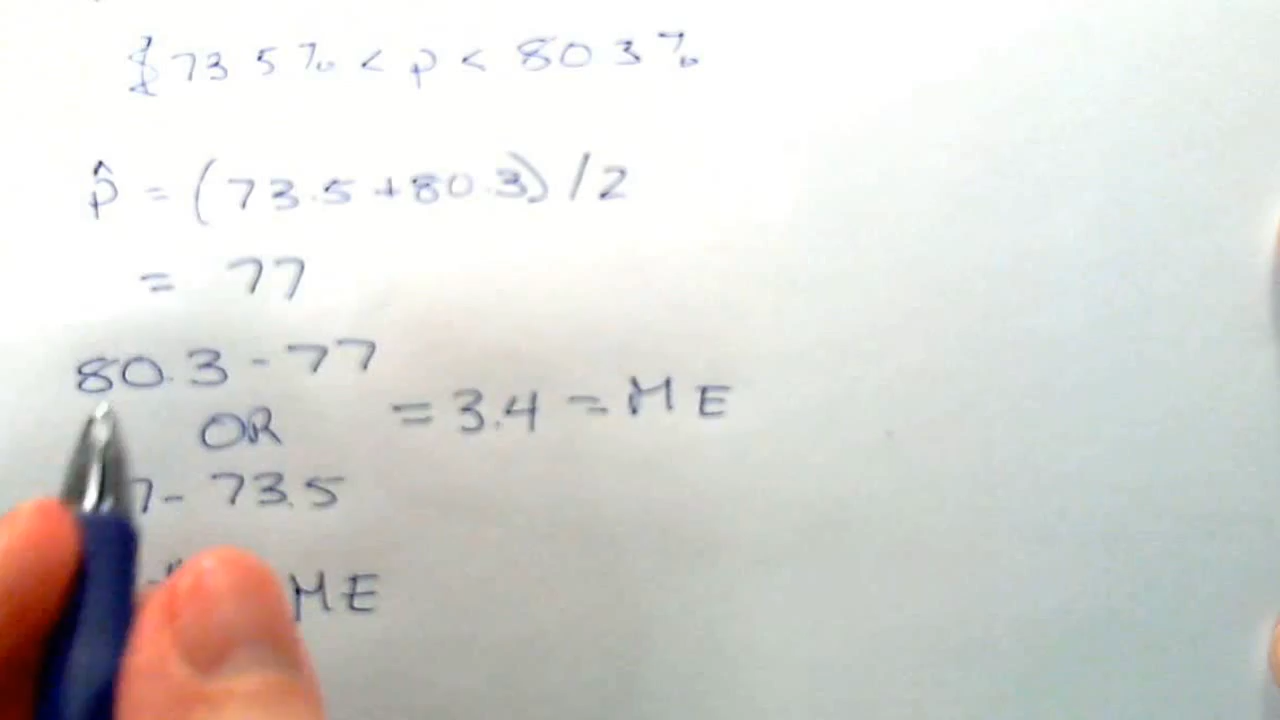 73 5% < p < 80 3%
p̂ = (73.5+80.3)/2
= 77
80.3 - 77
OR = 3.4 = ME
7- 73.5
ME